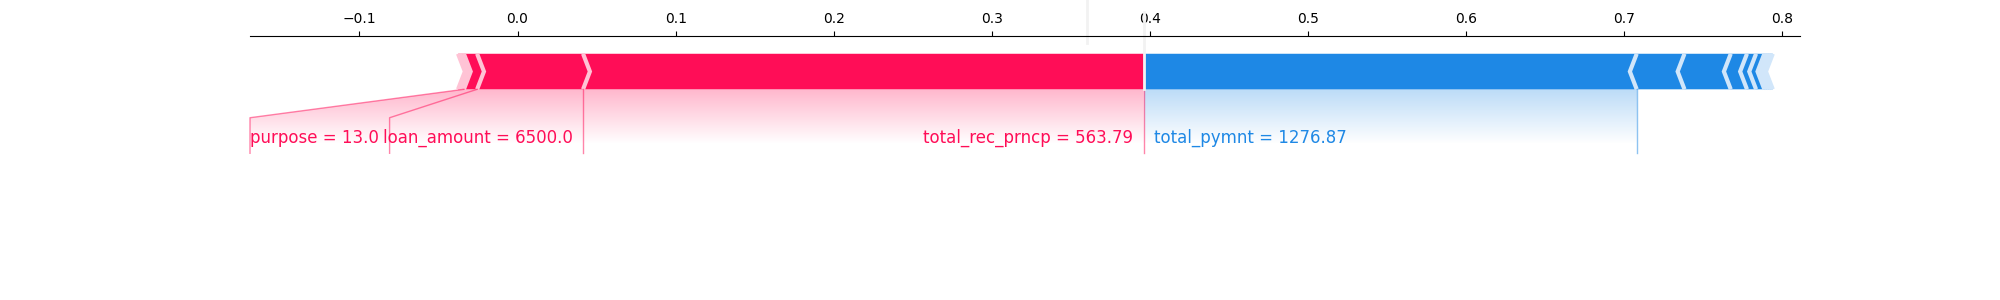 −0.1 0.0 0.1 0.2 0.3 0.4 0.5 0.6 0.7 0.8
purpose = 13.0 loan_amount = 6500.0 total_rec_prncp = 563.79 total_pymnt = 1276.87